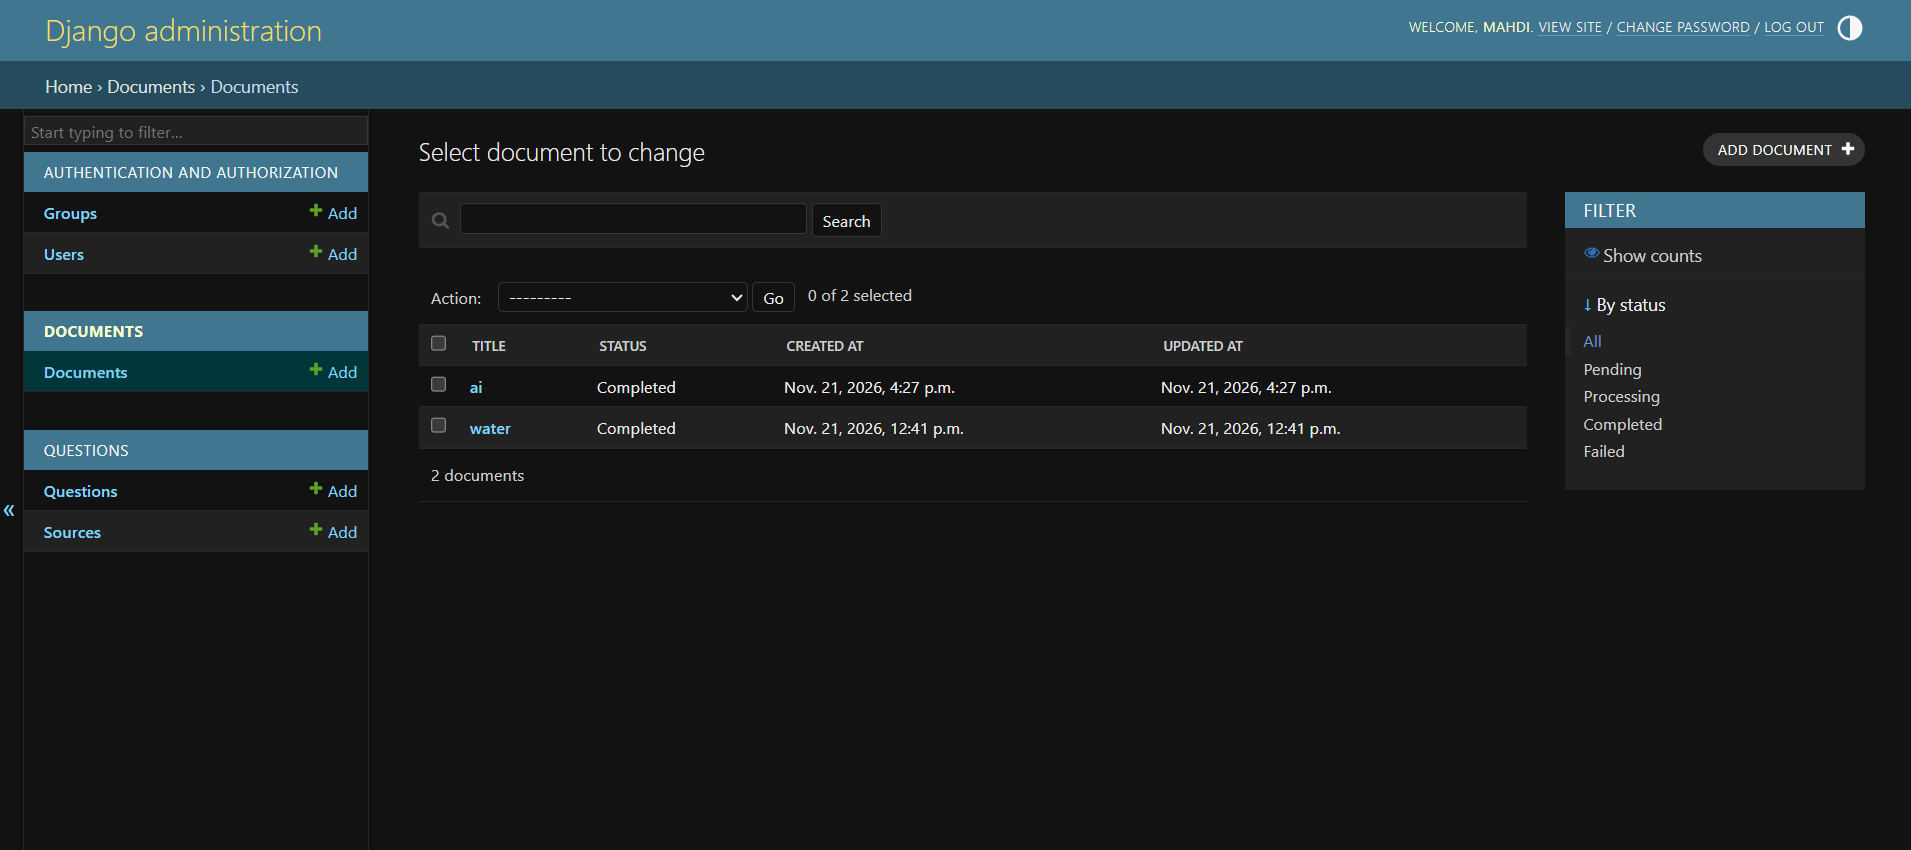 Django administration
WELCOME, MAHDI. VIEW SITE / CHANGE PASSWORD / LOG OUT
Home › Documents › Documents
Start typing to filter...
AUTHENTICATION AND AUTHORIZATION
Groups + Add
Users + Add
DOCUMENTS
Documents + Add
QUESTIONS
Questions + Add
Sources + Add
«
Select document to change
ADD DOCUMENT +
Search
Action: --------- Go 0 of 2 selected
TITLE STATUS CREATED AT UPDATED AT
ai Completed Nov. 21, 2026, 4:27 p.m. Nov. 21, 2026, 4:27 p.m.
water Completed Nov. 21, 2026, 12:41 p.m. Nov. 21, 2026, 12:41 p.m.
2 documents
FILTER
Show counts
↓ By status
All
Pending
Processing
Completed
Failed